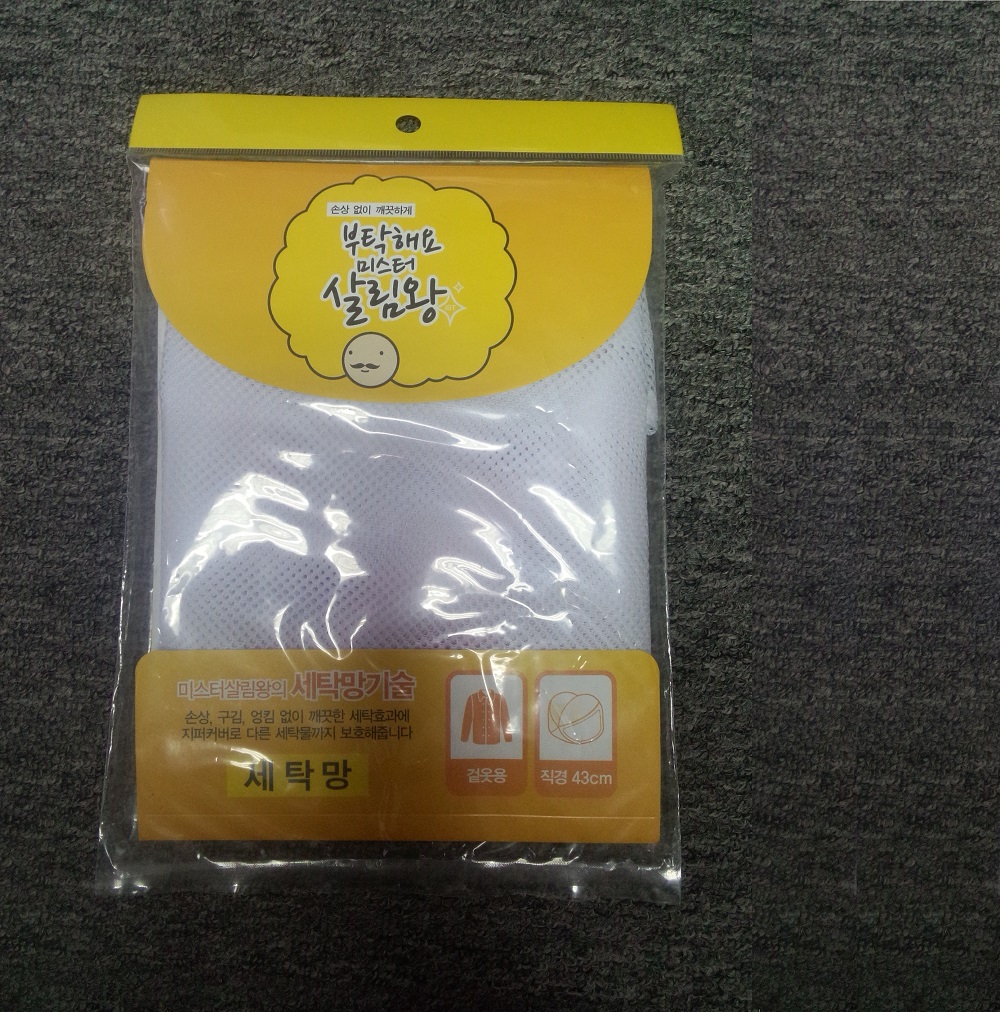 손상 없이 깨끗하게
부탁해요
미스터
살림왕
미스터살림왕의 세탁망기술
손상, 구김, 엉킴 없이 깨끗한 세탁효과에
지퍼커버로 다른 세탁물까지 보호해줍니다
세탁망
겉옷용
직경 43cm